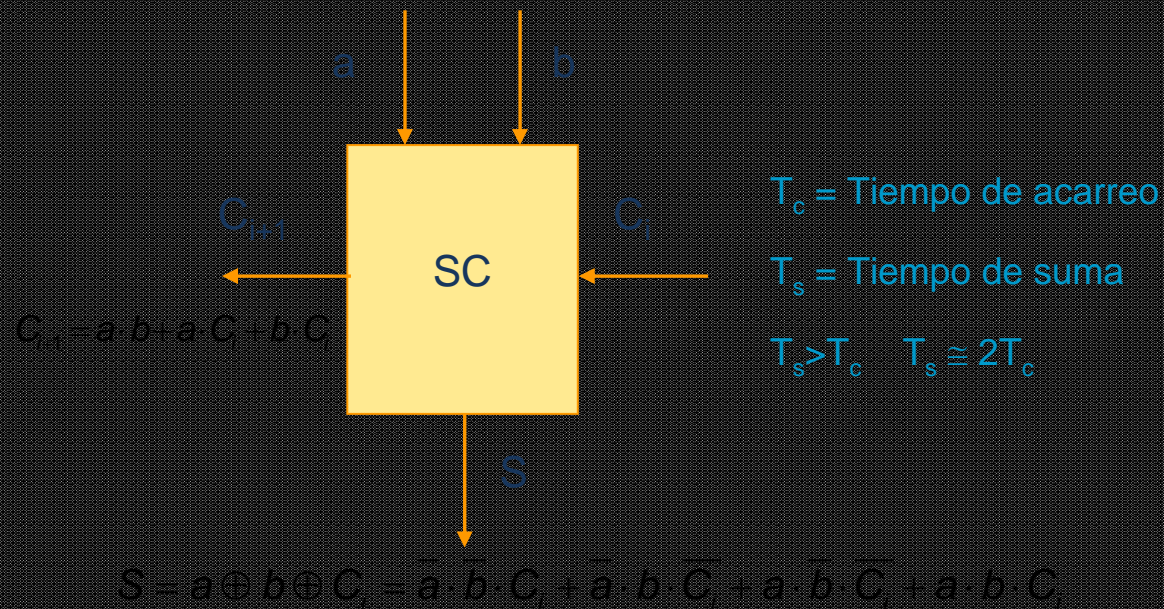 a
b
C_{i+1}
C_i
SC
T_c = Tiempo de acarreo
T_s = Tiempo de suma
T_s>T_c T_s ≅ 2T_c
C_{i+1} = a·b+a·C_i+b·C_i
S
S = a ⊕ b ⊕ C_i = a̅·b̅·C_i + a̅·b·C̅_i + a·b̅·C̅_i + a·b·C_i